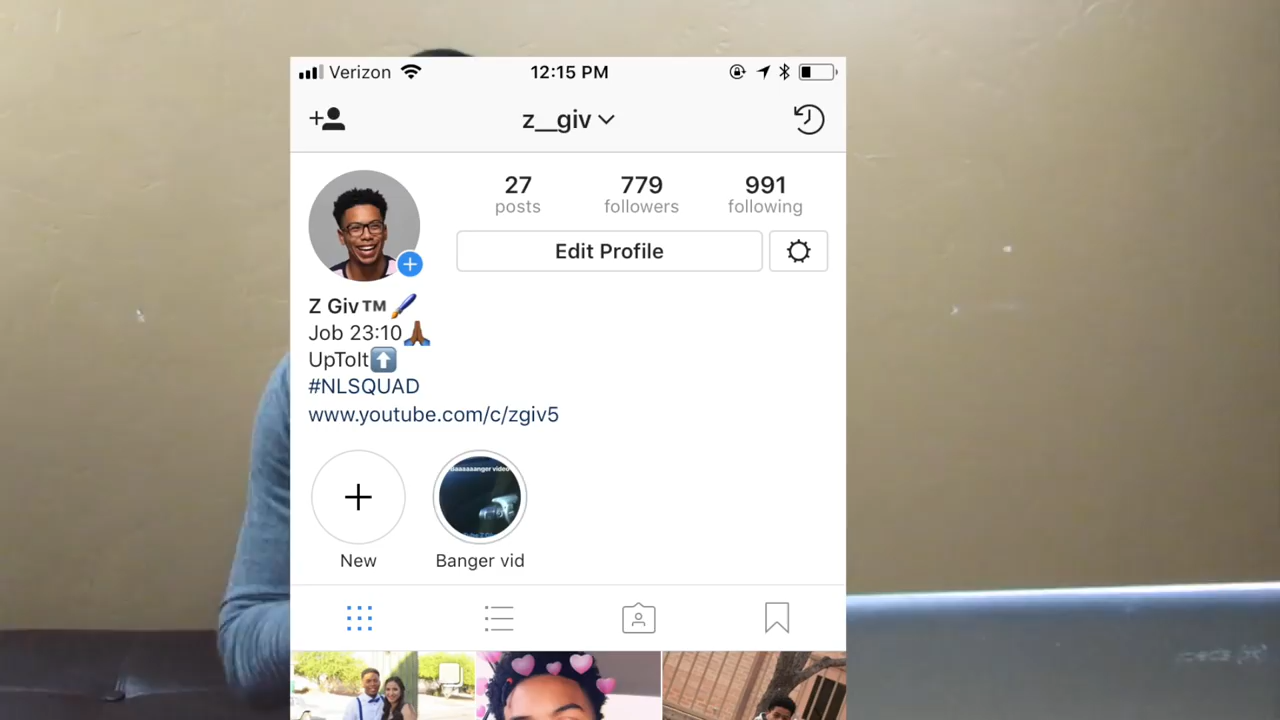 Verizon 12:15 PM
z__giv
27 779 991
posts followers following
Edit Profile
Z Giv™️🖌️
Job 23:10🙏🏾
UpToIt⬆️
#NLSQUAD
www.youtube.com/c/zgiv5
New Banger vid